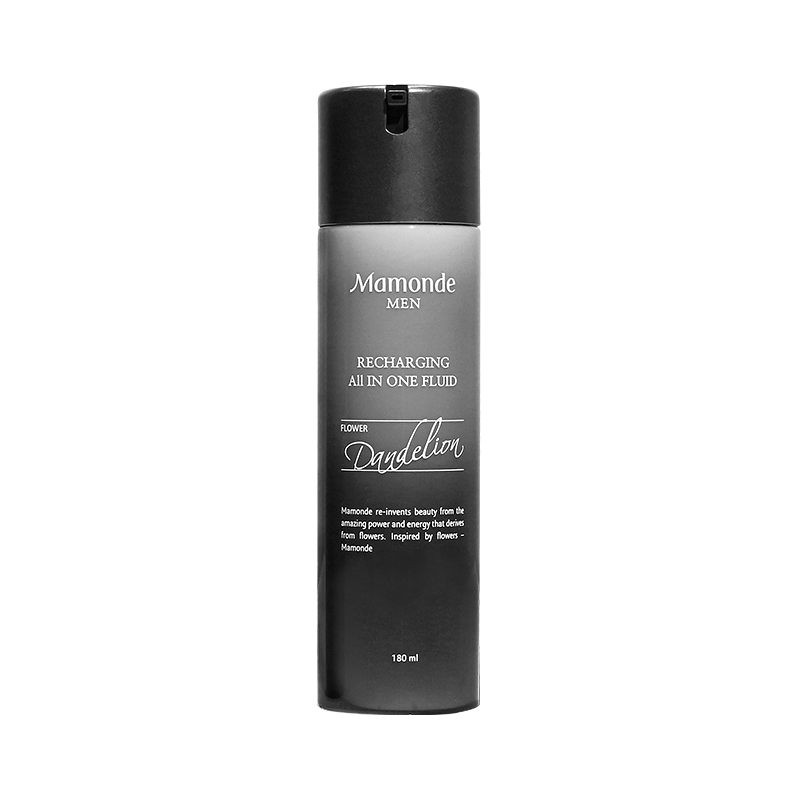 Mamonde
MEN
RECHARGING
All IN ONE FLUID
FLOWER
Dandelion
Mamonde re-invents beauty from the
amazing power and energy that derives
from flowers. Inspired by flowers –
Mamonde
180 ml